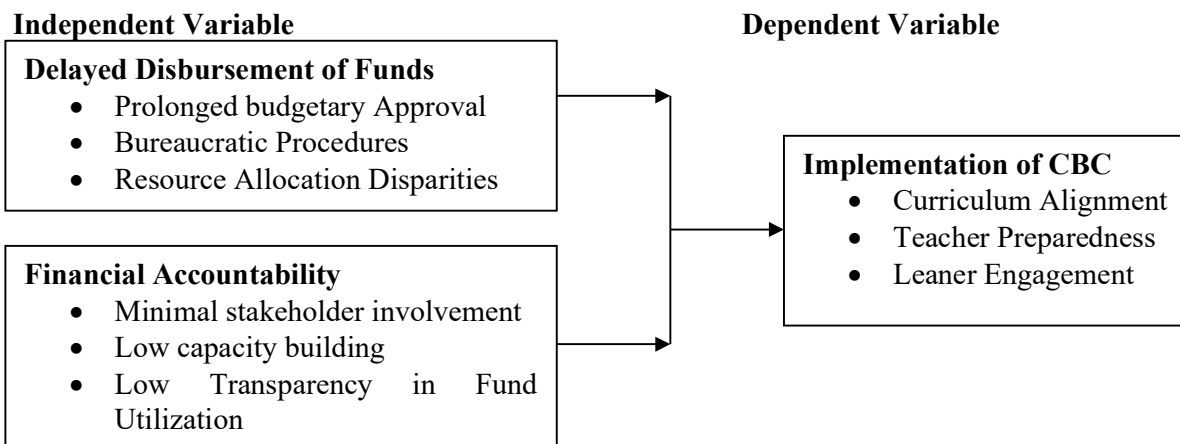 Independent Variable
Dependent Variable
Delayed Disbursement of Funds
• Prolonged budgetary Approval
• Bureaucratic Procedures
• Resource Allocation Disparities
Financial Accountability
• Minimal stakeholder involvement
• Low capacity building
• Low Transparency in Fund
Utilization
Implementation of CBC
• Curriculum Alignment
• Teacher Preparedness
• Leaner Engagement